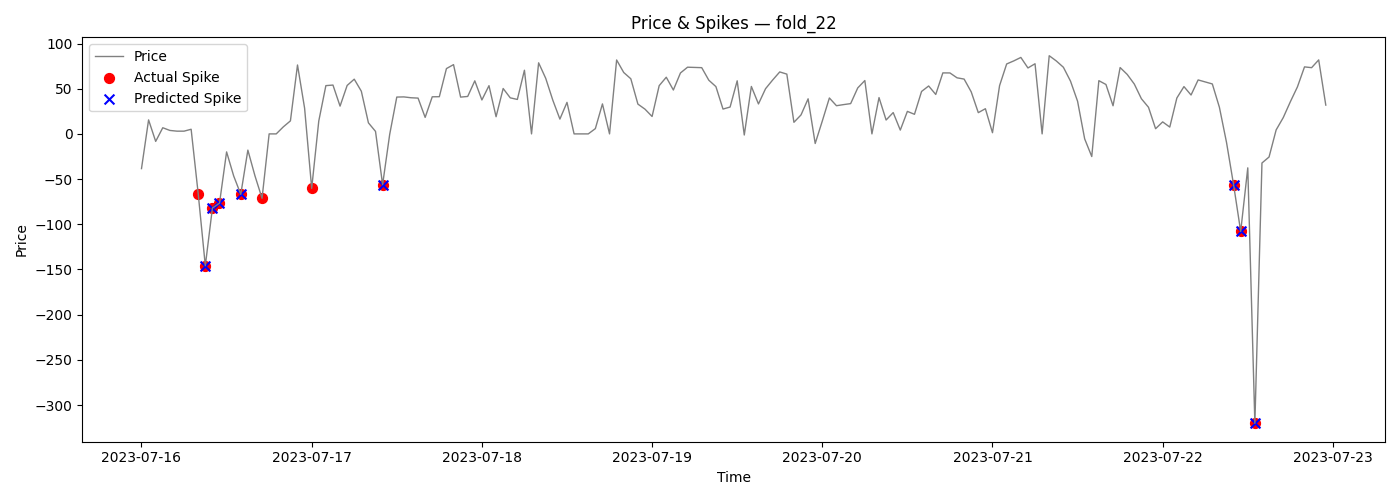 Price & Spikes — fold_22
Price
Actual Spike
Predicted Spike
100
50
0
−50
−100
−150
−200
−250
−300
Price
2023-07-16
2023-07-17
2023-07-18
2023-07-19
2023-07-20
2023-07-21
2023-07-22
2023-07-23
Time